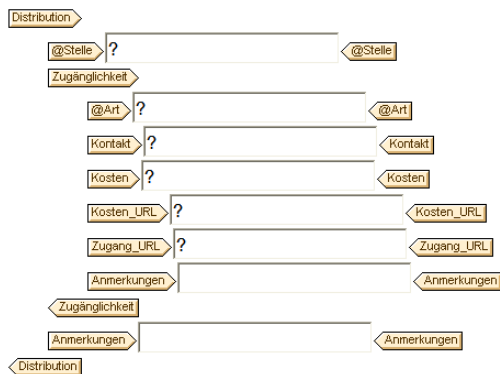 Distribution
@Stelle ? @Stelle
Zugänglichkeit
@Art ? @Art
Kontakt ? Kontakt
Kosten ? Kosten
Kosten_URL ? Kosten_URL
Zugang_URL ? Zugang_URL
Anmerkungen Anmerkungen
Zugänglichkeit
Anmerkungen Anmerkungen
Distribution